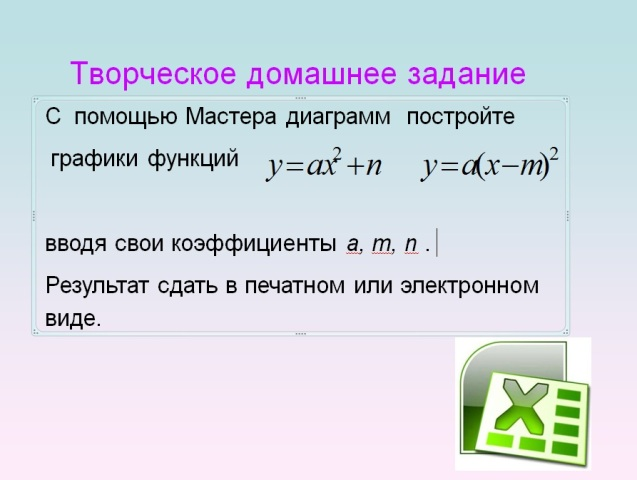 Творческое домашнее задание
С помощью Мастера диаграмм постройте
графики функций y=ax²+n y=a(x−m)²
вводя свои коэффициенты a, m, n .
Результат сдать в печатном или электронном
виде.